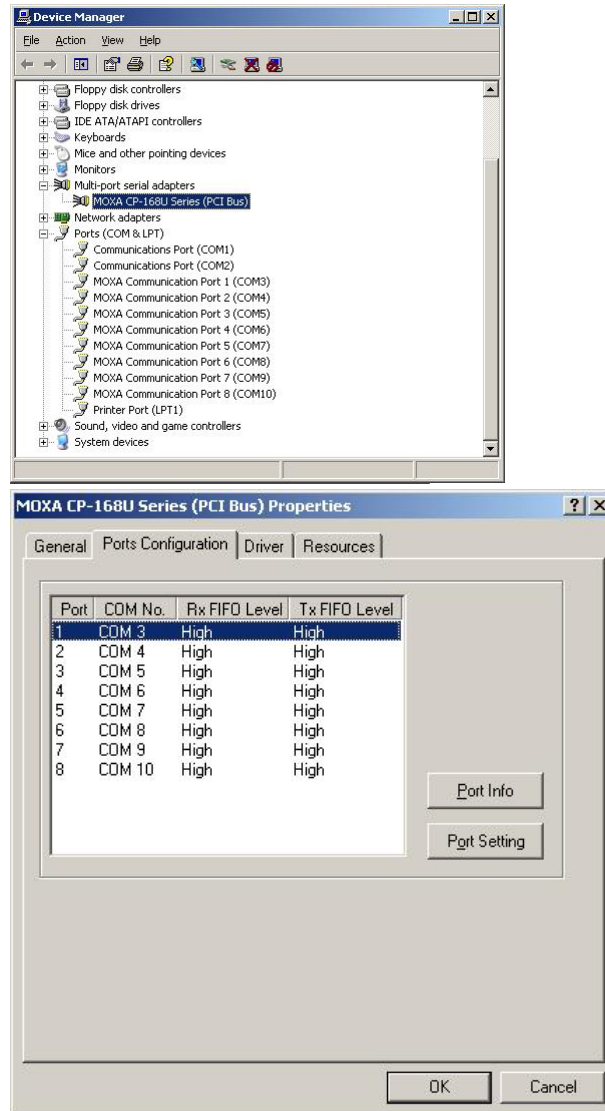 Device Manager
File Action View Help
Floppy disk controllers
Floppy disk drives
IDE ATA/ATAPI controllers
Keyboards
Mice and other pointing devices
Monitors
Multi-port serial adapters
MOXA CP-168U Series (PCI Bus)
Network adapters
Ports (COM & LPT)
Communications Port (COM1)
Communications Port (COM2)
MOXA Communication Port 1 (COM3)
MOXA Communication Port 2 (COM4)
MOXA Communication Port 3 (COM5)
MOXA Communication Port 4 (COM6)
MOXA Communication Port 5 (COM7)
MOXA Communication Port 6 (COM8)
MOXA Communication Port 7 (COM9)
MOXA Communication Port 8 (COM10)
Printer Port (LPT1)
Sound, video and game controllers
System devices
MOXA CP-168U Series (PCI Bus) Properties
General Ports Configuration Driver Resources
Port COM No. Rx FIFO Level Tx FIFO Level
1 COM 3 High High
2 COM 4 High High
3 COM 5 High High
4 COM 6 High High
5 COM 7 High High
6 COM 8 High High
7 COM 9 High High
8 COM 10 High High
Port Info
Port Setting
OK Cancel